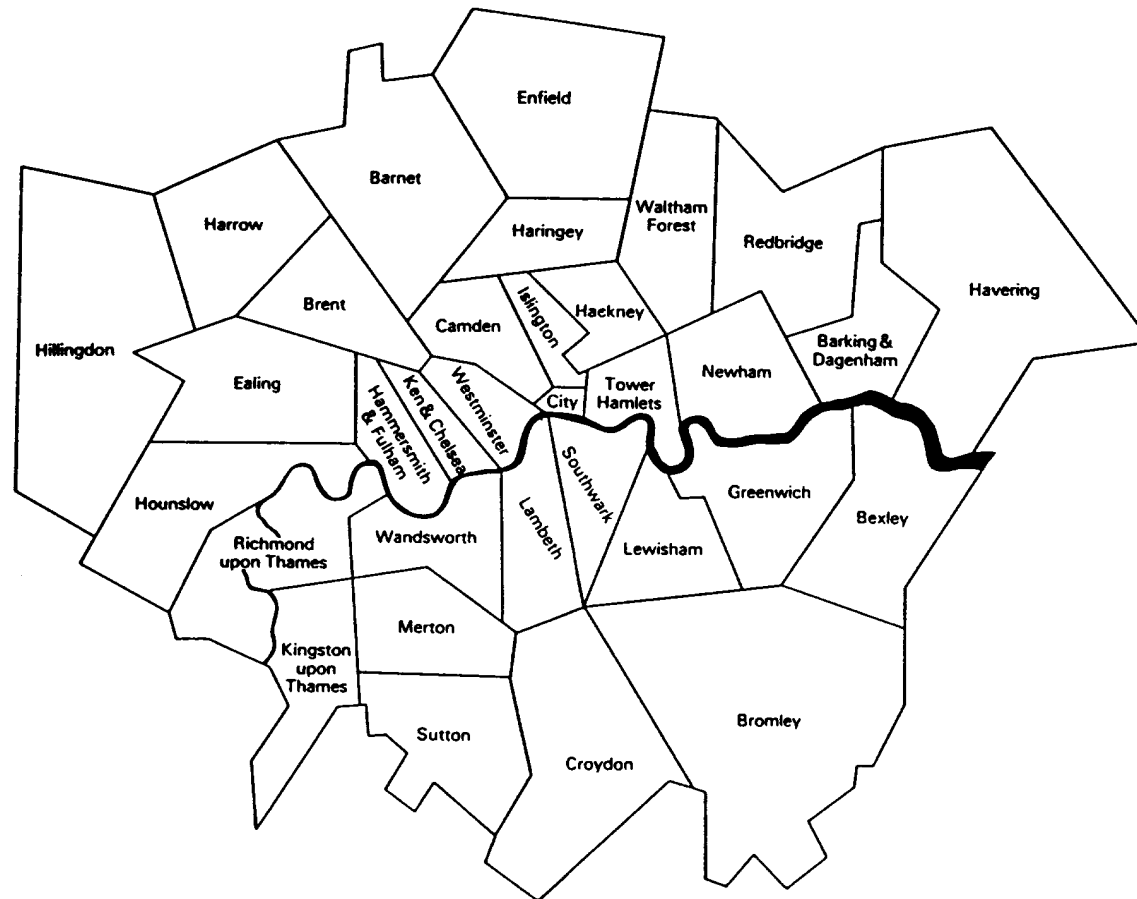 Enfield
Barnet
Harrow
Haringey
Waltham
Forest
Redbridge
Havering
Hillingdon
Brent
Camden
Islington
Hackney
Barking &
Dagenham
Ealing
Hammersmith
& Fulham
Ken & Chelsea
Westminster
City
Tower
Hamlets
Newham
Hounslow
Richmond
upon Thames
Wandsworth
Lambeth
Southwark
Lewisham
Greenwich
Bexley
Kingston
upon
Thames
Merton
Sutton
Croydon
Bromley